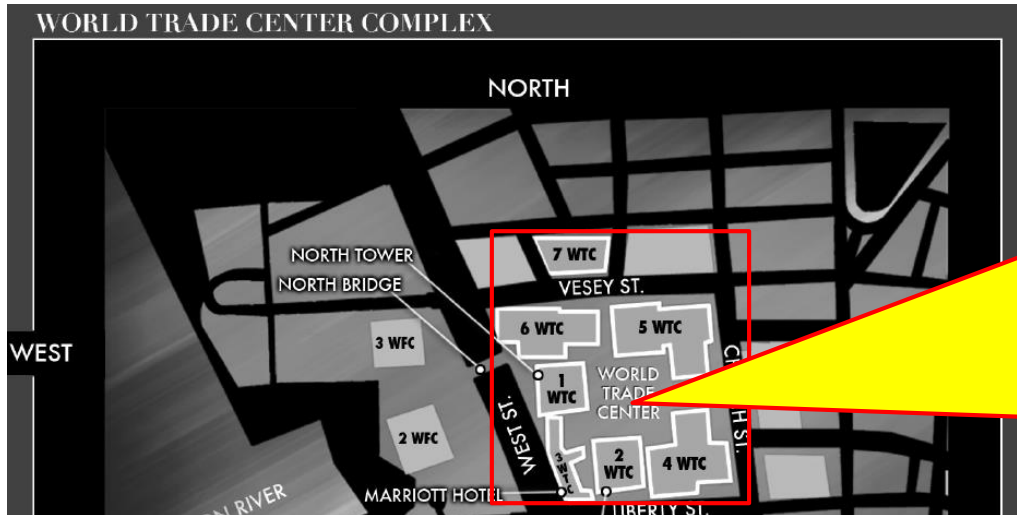 WORLD TRADE CENTER COMPLEX
NORTH
NORTH TOWER
7 WTC
NORTH BRIDGE
VESEY ST.
6 WTC
5 WTC
WEST
3 WFC
1
WTC
WORLD
TRADE
CENTER
WEST ST.
2 WFC
3
W
T
C
2
WTC
4 WTC
MARRIOTT HOTEL
RIVER
LIBERTY ST.